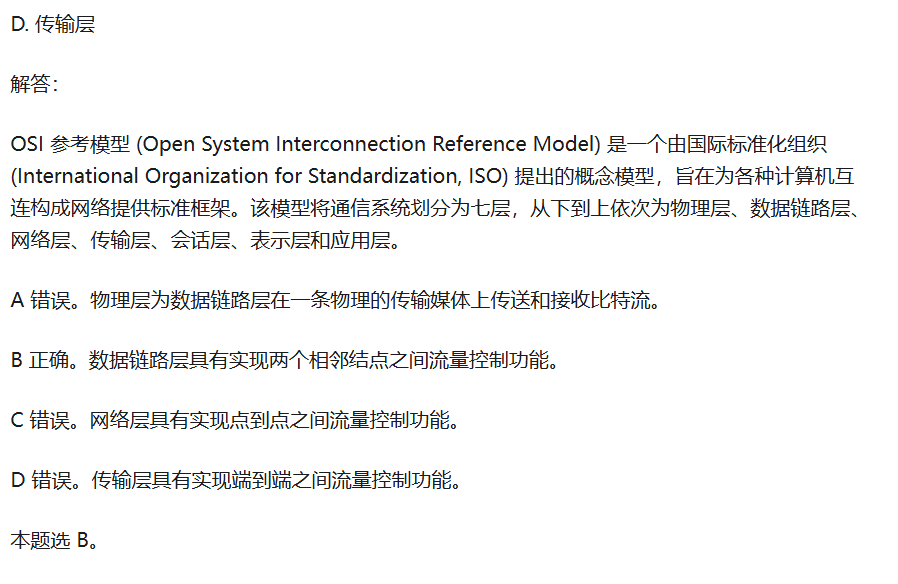 D. 传输层
解答：
OSI 参考模型 (Open System Interconnection Reference Model) 是一个由国际标准化组织
(International Organization for Standardization, ISO) 提出的概念模型，旨在为各种计算机互
连构成网络提供标准框架。该模型将通信系统划分为七层，从下到上依次为物理层、数据链路层、
网络层、传输层、会话层、表示层和应用层。
A 错误。物理层为数据链路层在一条物理的传输媒体上传送和接收比特流。
B 正确。数据链路层具有实现两个相邻结点之间流量控制功能。
C 错误。网络层具有实现点到点之间流量控制功能。
D 错误。传输层具有实现端到端之间流量控制功能。
本题选 B。